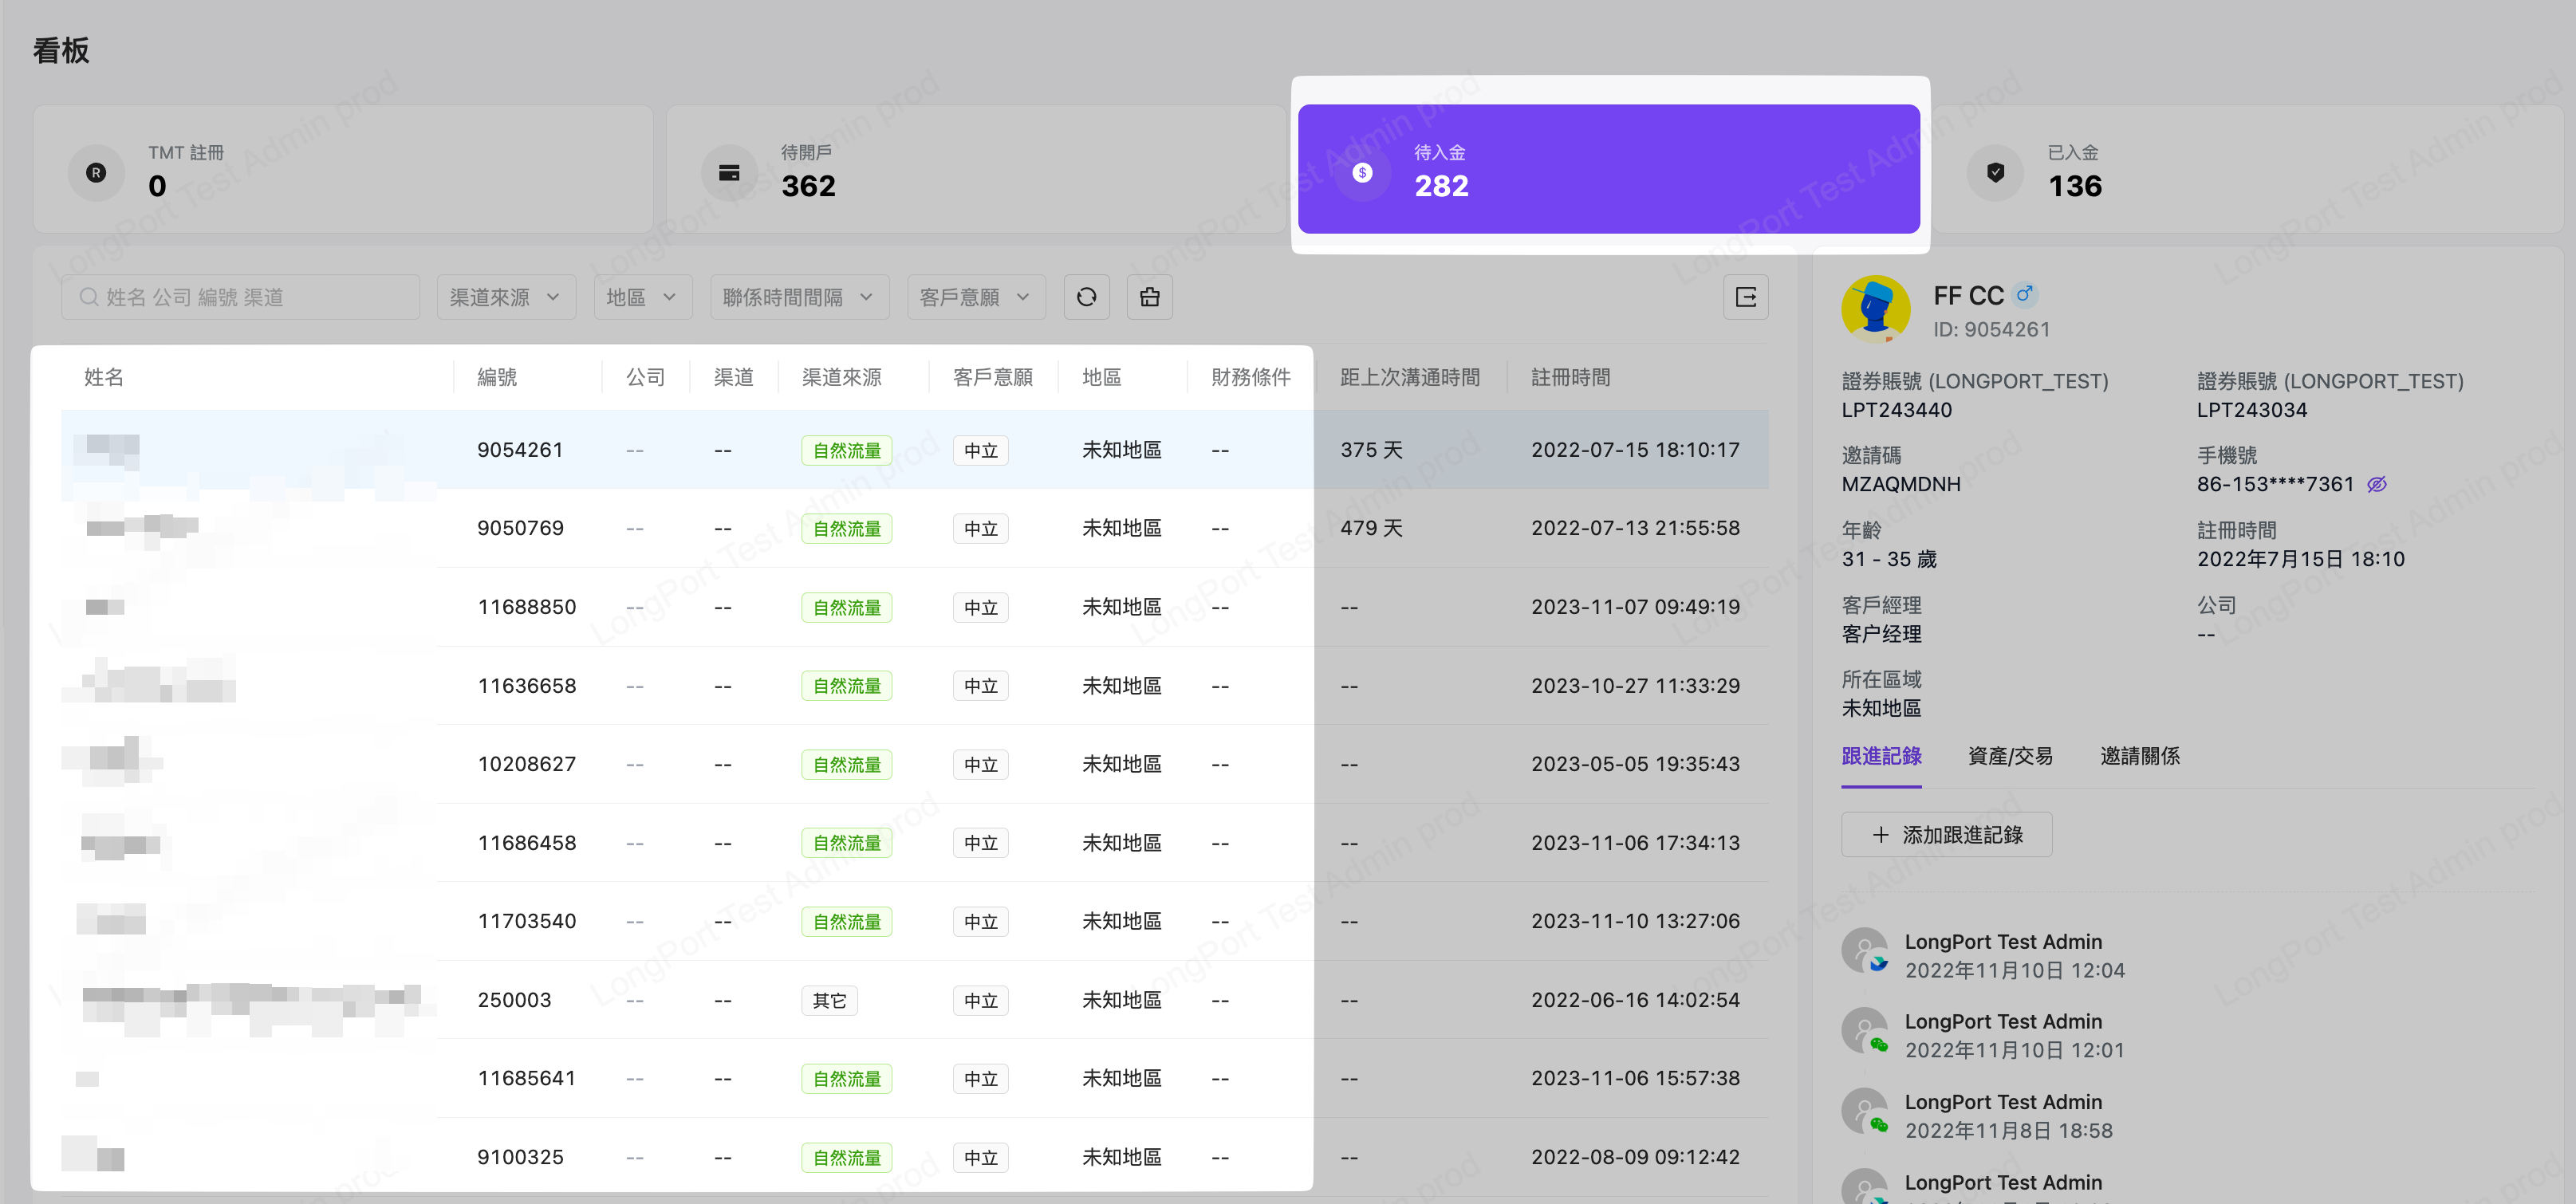 看板
TMT 註冊
0
待開戶
362
待入金
282
已入金
136
姓名 公司 編號 渠道
渠道來源
地區
聯係時間間隔
客戶意願
姓名 編號 公司 渠道 渠道來源 客戶意願 地區 財務條件 距上次溝通時間 註冊時間
9054261 -- -- 自然流量 中立 未知地區 -- 375 天 2022-07-15 18:10:17
9050769 -- -- 自然流量 中立 未知地區 -- 479 天 2022-07-13 21:55:58
11688850 -- -- 自然流量 中立 未知地區 -- -- 2023-11-07 09:49:19
11636658 -- -- 自然流量 中立 未知地區 -- -- 2023-10-27 11:33:29
10208627 -- -- 自然流量 中立 未知地區 -- -- 2023-05-05 19:35:43
11686458 -- -- 自然流量 中立 未知地區 -- -- 2023-11-06 17:34:13
11703540 -- -- 自然流量 中立 未知地區 -- -- 2023-11-10 13:27:06
250003 -- -- 其它 中立 未知地區 -- -- 2022-06-16 14:02:54
11685641 -- -- 自然流量 中立 未知地區 -- -- 2023-11-06 15:57:38
9100325 -- -- 自然流量 中立 未知地區 -- -- 2022-08-09 09:12:42
FF CC
ID: 9054261
證券賬號 (LONGPORT_TEST)
LPT243440
證券賬號 (LONGPORT_TEST)
LPT243034
邀請碼
MZAQMDNH
手機號
86-153****7361
年齡
31 - 35 歲
註冊時間
2022年7月15日 18:10
客戶經理
客户经理
公司
--
所在區域
未知地區
跟進記錄 資產/交易 邀請關係
添加跟進記錄
LongPort Test Admin
2022年11月10日 12:04
LongPort Test Admin
2022年11月10日 12:01
LongPort Test Admin
2022年11月8日 18:58
LongPort Test Admin
LongPort Test Admin prod